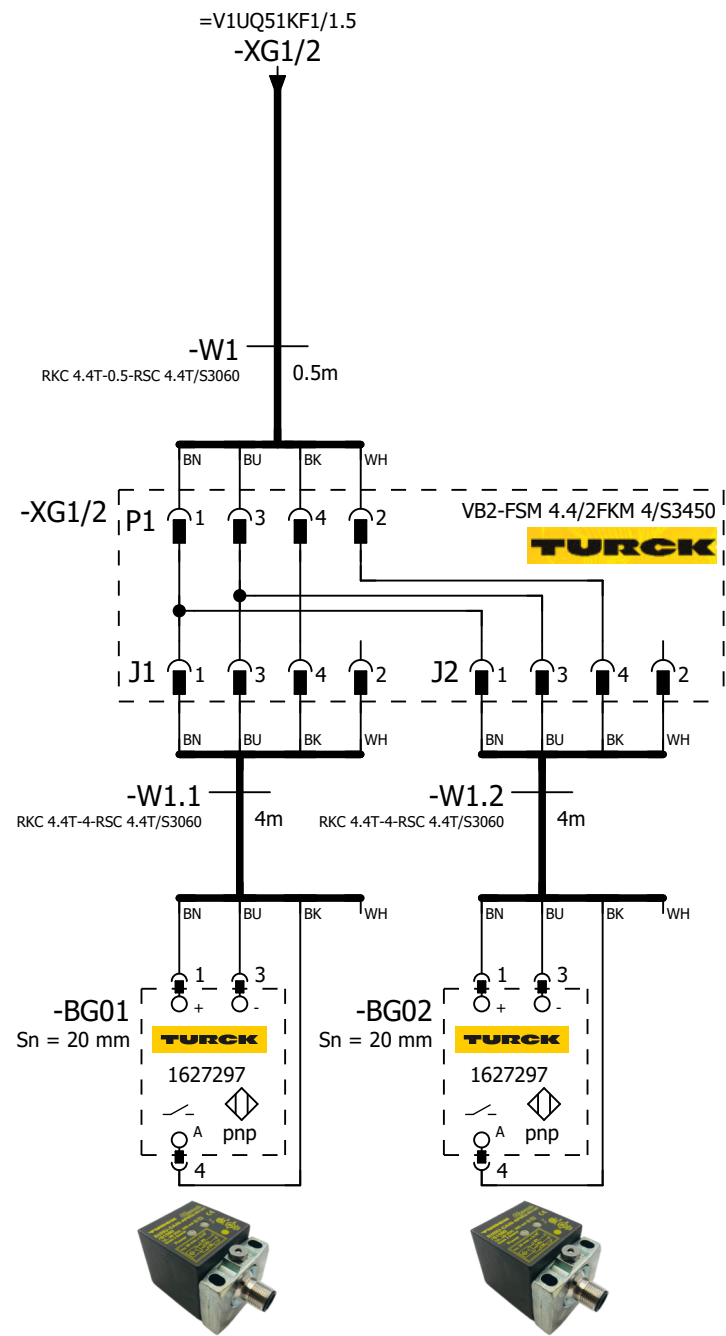 =V1UQ51KF1/1.5
-XG1/2
-W1
RKC 4.4T-0.5-RSC 4.4T/S3060
0.5m
BN BU BK WH
-XG1/2
P1 1 3 4 2
VB2-FSM 4.4/2FKM 4/S3450
TURCK
J1 1 3 4 2
J2 1 3 4 2
BN BU BK WH
BN BU BK WH
-W1.1
RKC 4.4T-4-RSC 4.4T/S3060
4m
-W1.2
RKC 4.4T-4-RSC 4.4T/S3060
4m
BN BU BK WH
BN BU BK WH
1 3
+ -
-BG01
Sn = 20 mm
TURCK
1627297
A
pnp
4
1 3
+ -
-BG02
Sn = 20 mm
TURCK
1627297
A
pnp
4